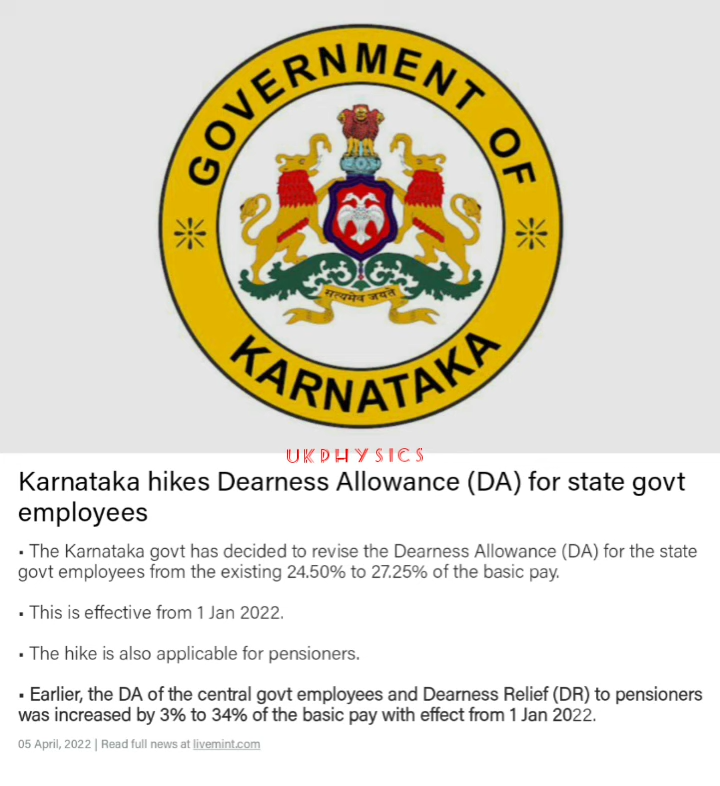 GOVERNMENT OF
सत्यमेव जयते
KARNATAKA
UKPHYSICS
Karnataka hikes Dearness Allowance (DA) for state govt
employees
• The Karnataka govt has decided to revise the Dearness Allowance (DA) for the state
govt employees from the existing 24.50% to 27.25% of the basic pay.
• This is effective from 1 Jan 2022.
• The hike is also applicable for pensioners.
• Earlier, the DA of the central govt employees and Dearness Relief (DR) to pensioners
was increased by 3% to 34% of the basic pay with effect from 1 Jan 2022.
05 April, 2022 | Read full news at livemint.com